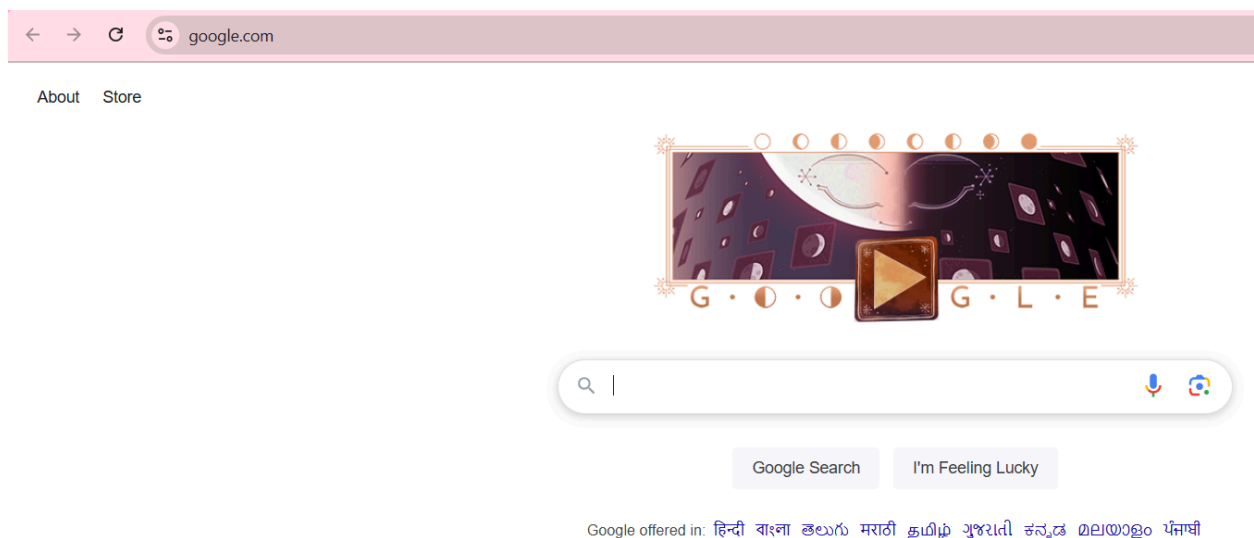 google.com
About Store
G · O · O G · L · E
Google Search I'm Feeling Lucky
Google offered in: हिन्दी বাংলা తెలుగు मराठी தமிழ் ગુજરાતી ಕನ್ನಡ മലയാളം ਪੰਜਾਬੀ